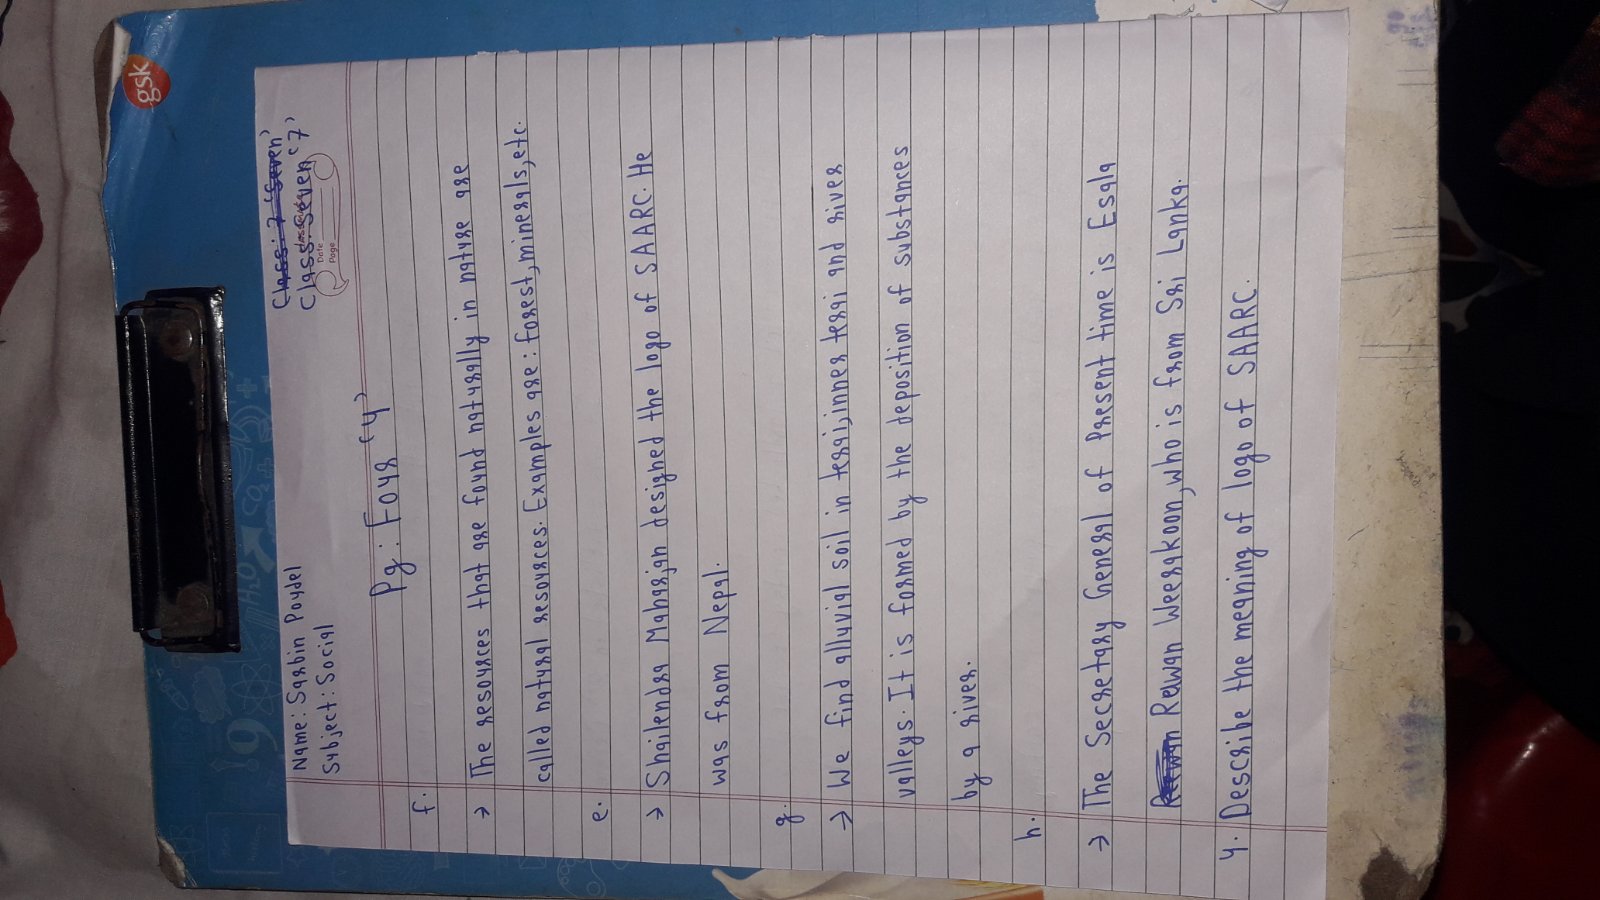 Name: Sarbin Poudel
Subject: Social
Class: 7 'Seven'
Class: Seven '7'
Date
Page
Pg: Four '4'
f.
→ The resources that are found naturally in nature are
called natural resources. Examples are: forest, minerals, etc.
e.
→ Shailendra Maharjan designed the logo of SAARC. He
was from Nepal.
g.
→ We find alluvial soil in terai, inner terai and river
valleys. It is formed by the deposition of substances
by a river.
h.
→ The Secretary General of Present time is Esala
Ruwan Weerakoon, who is from Sri Lanka.
4. Describe the meaning of logo of SAARC.
gsk
19
H2O
CO2